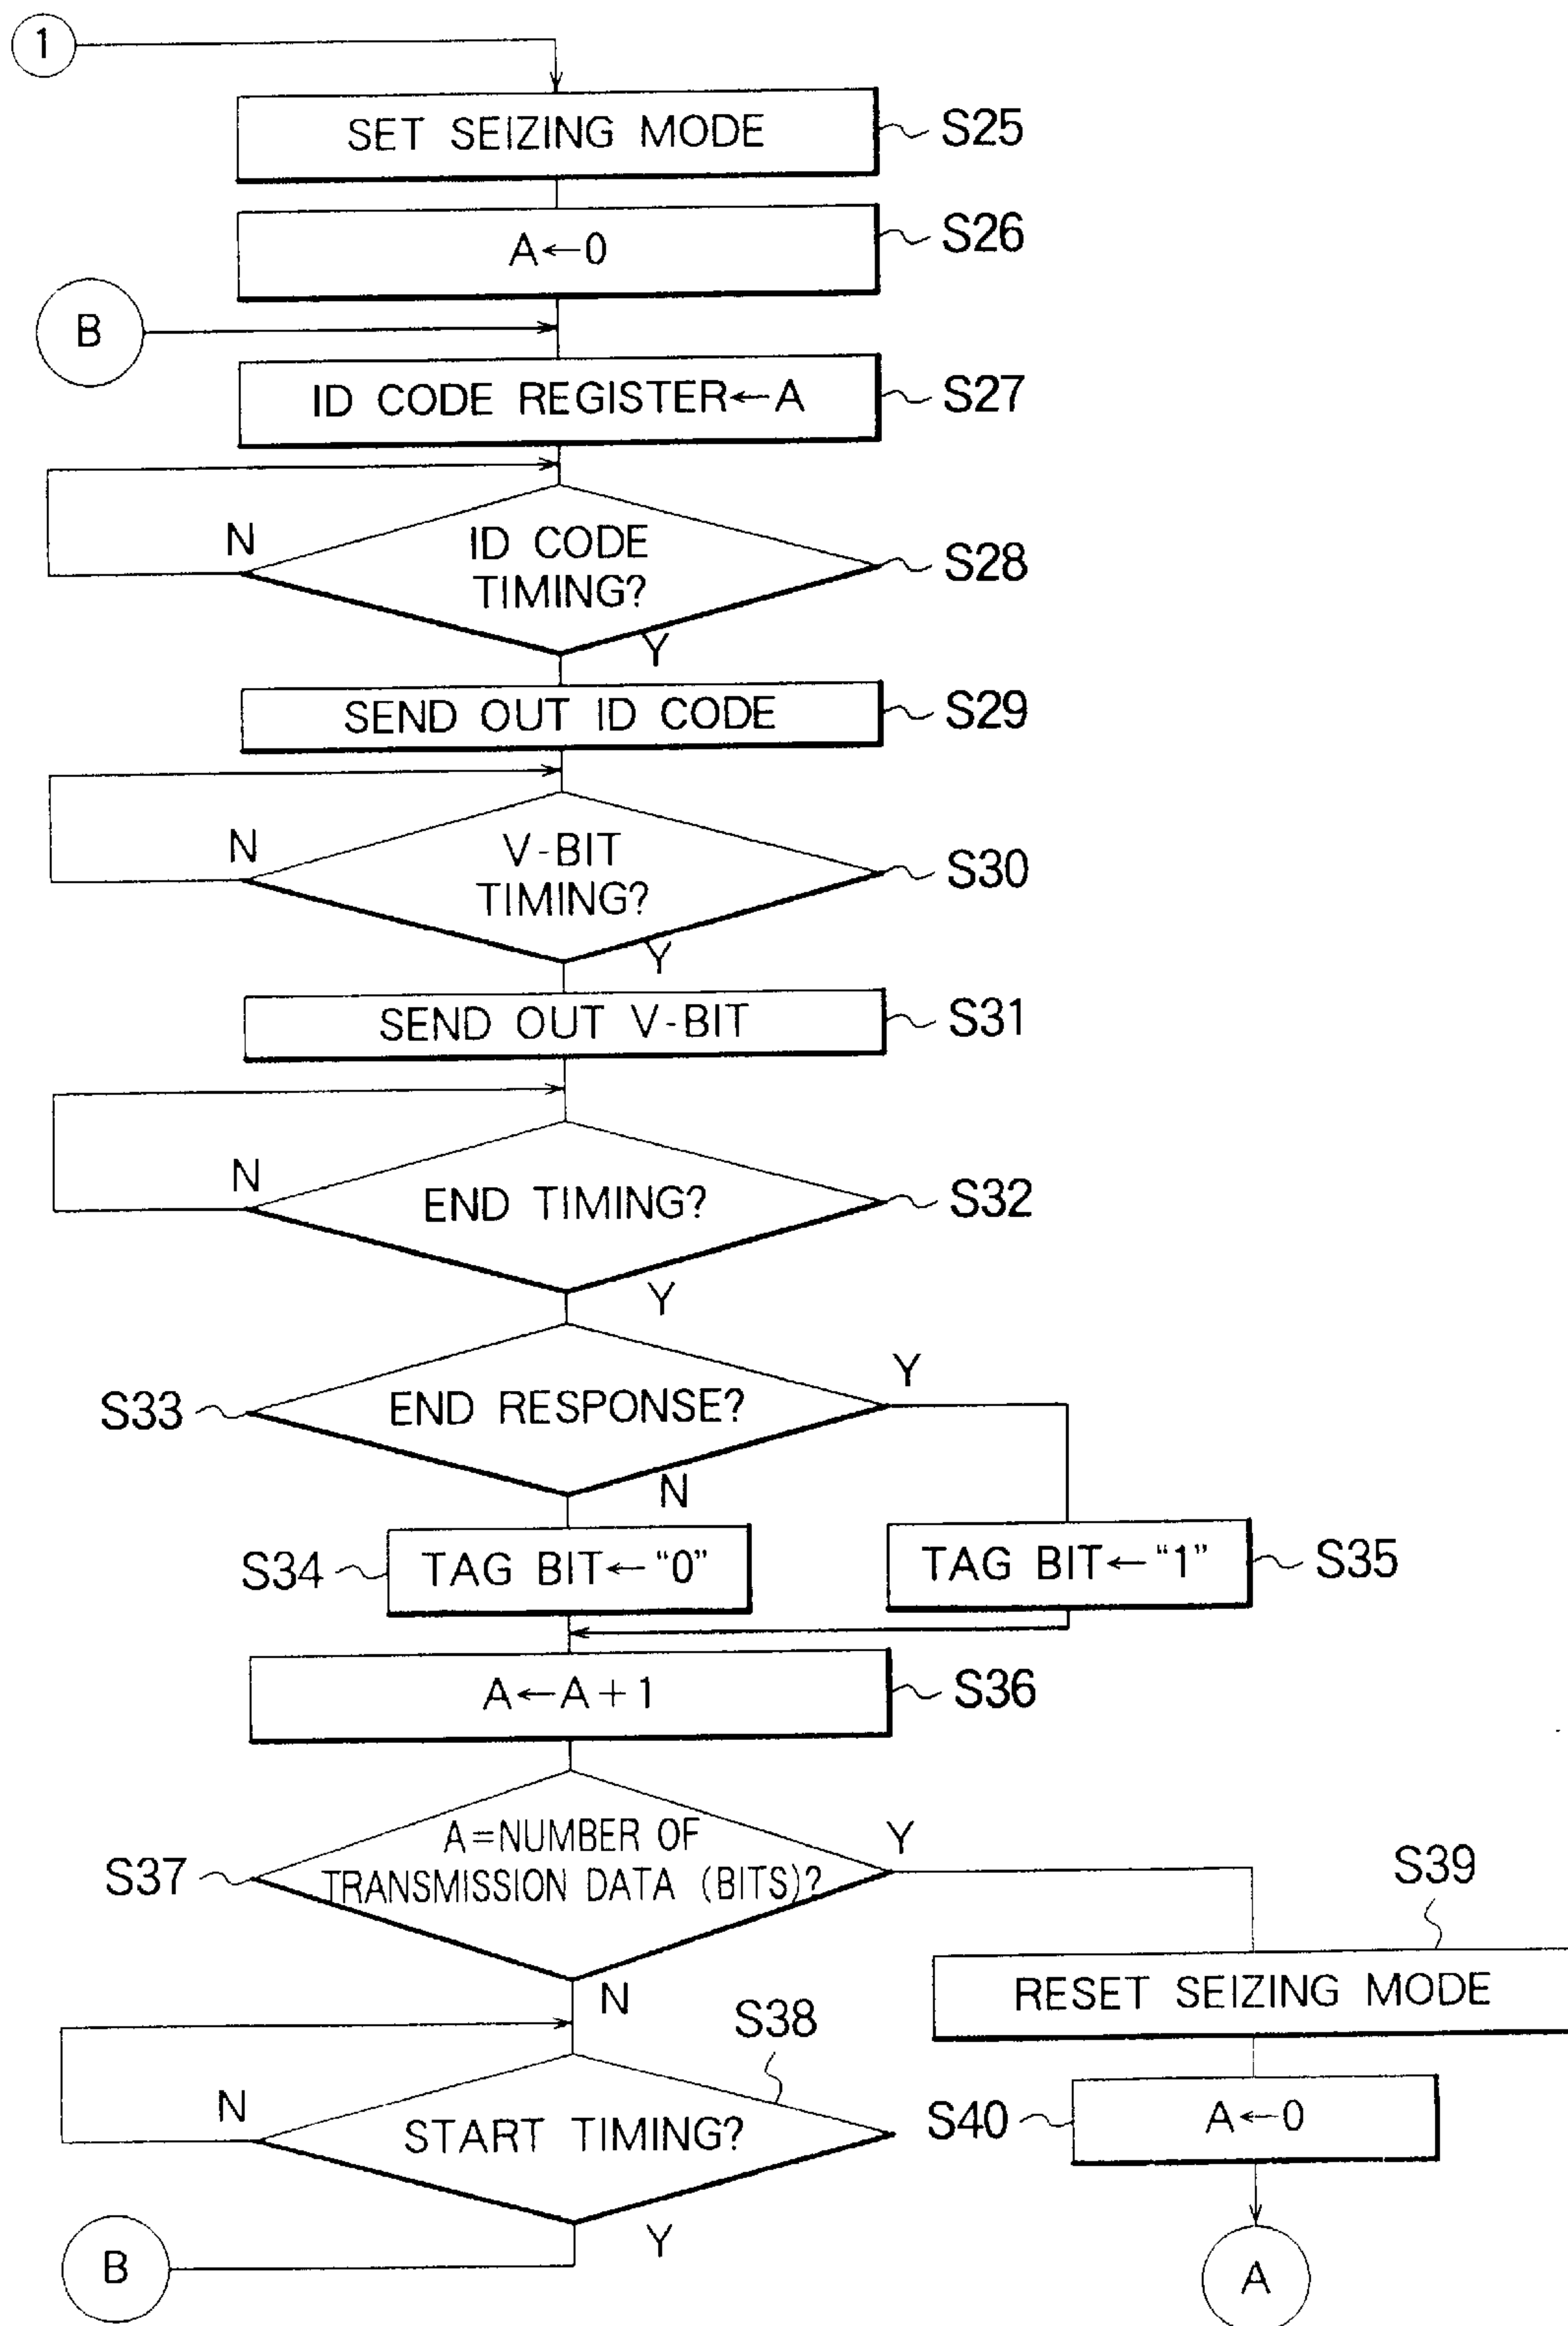 1
SET SEIZING MODE
S25
A←0
S26
B
ID CODE REGISTER←A
S27
N
ID CODE
TIMING?
S28
Y
SEND OUT ID CODE
S29
N
V-BIT
TIMING?
S30
Y
SEND OUT V-BIT
S31
N
END TIMING?
S32
Y
S33
END RESPONSE?
Y
N
S34
TAG BIT←“0”
TAG BIT←“1”
S35
A←A+1
S36
S37
A=NUMBER OF
TRANSMISSION DATA (BITS)?
Y
N
S39
RESET SEIZING MODE
S38
N
START TIMING?
S40
A←0
Y
B
A